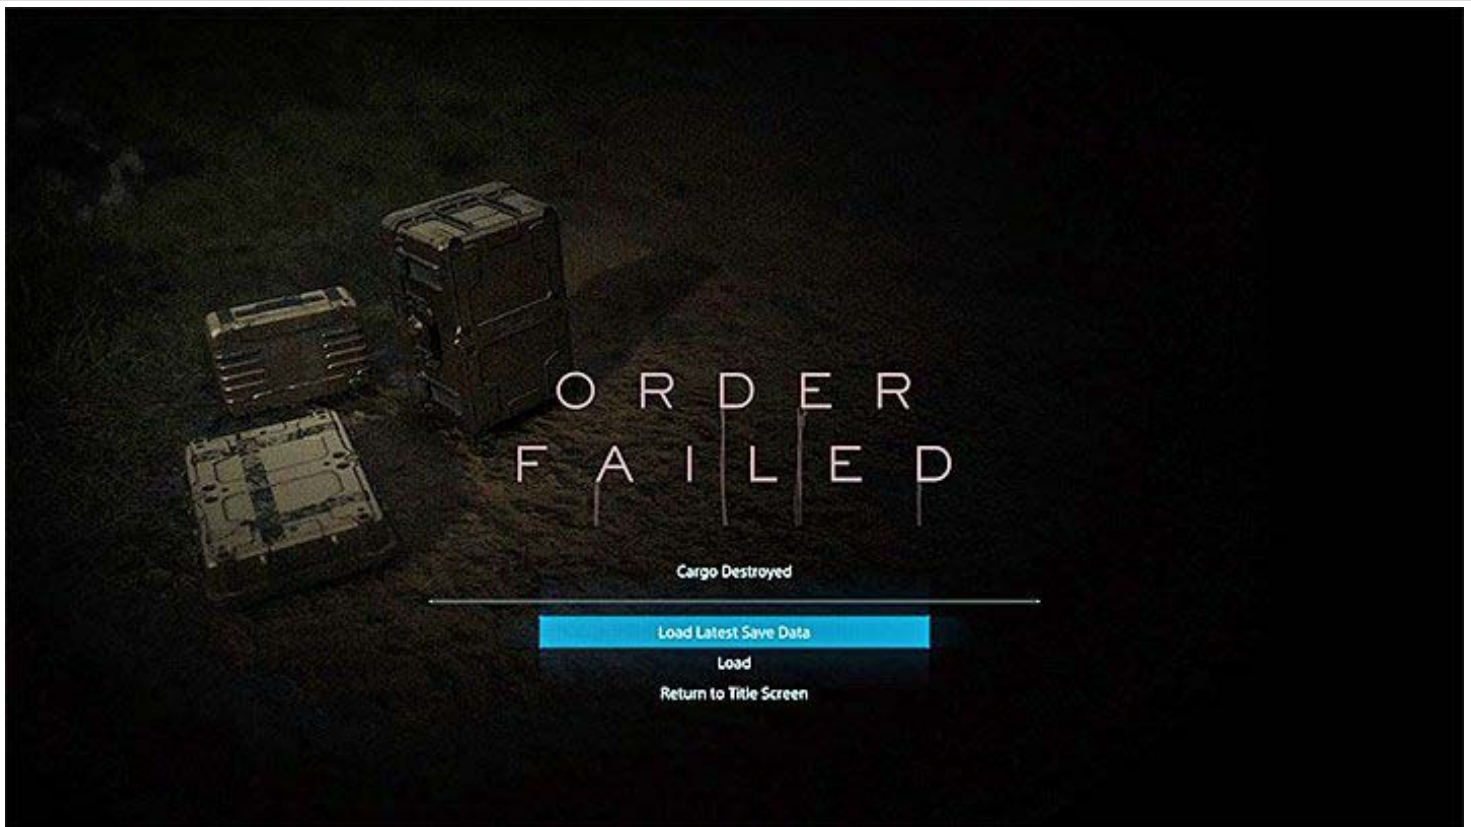 ORDER
FAILED
Cargo Destroyed
Load Latest Save Data
Load
Return to Title Screen